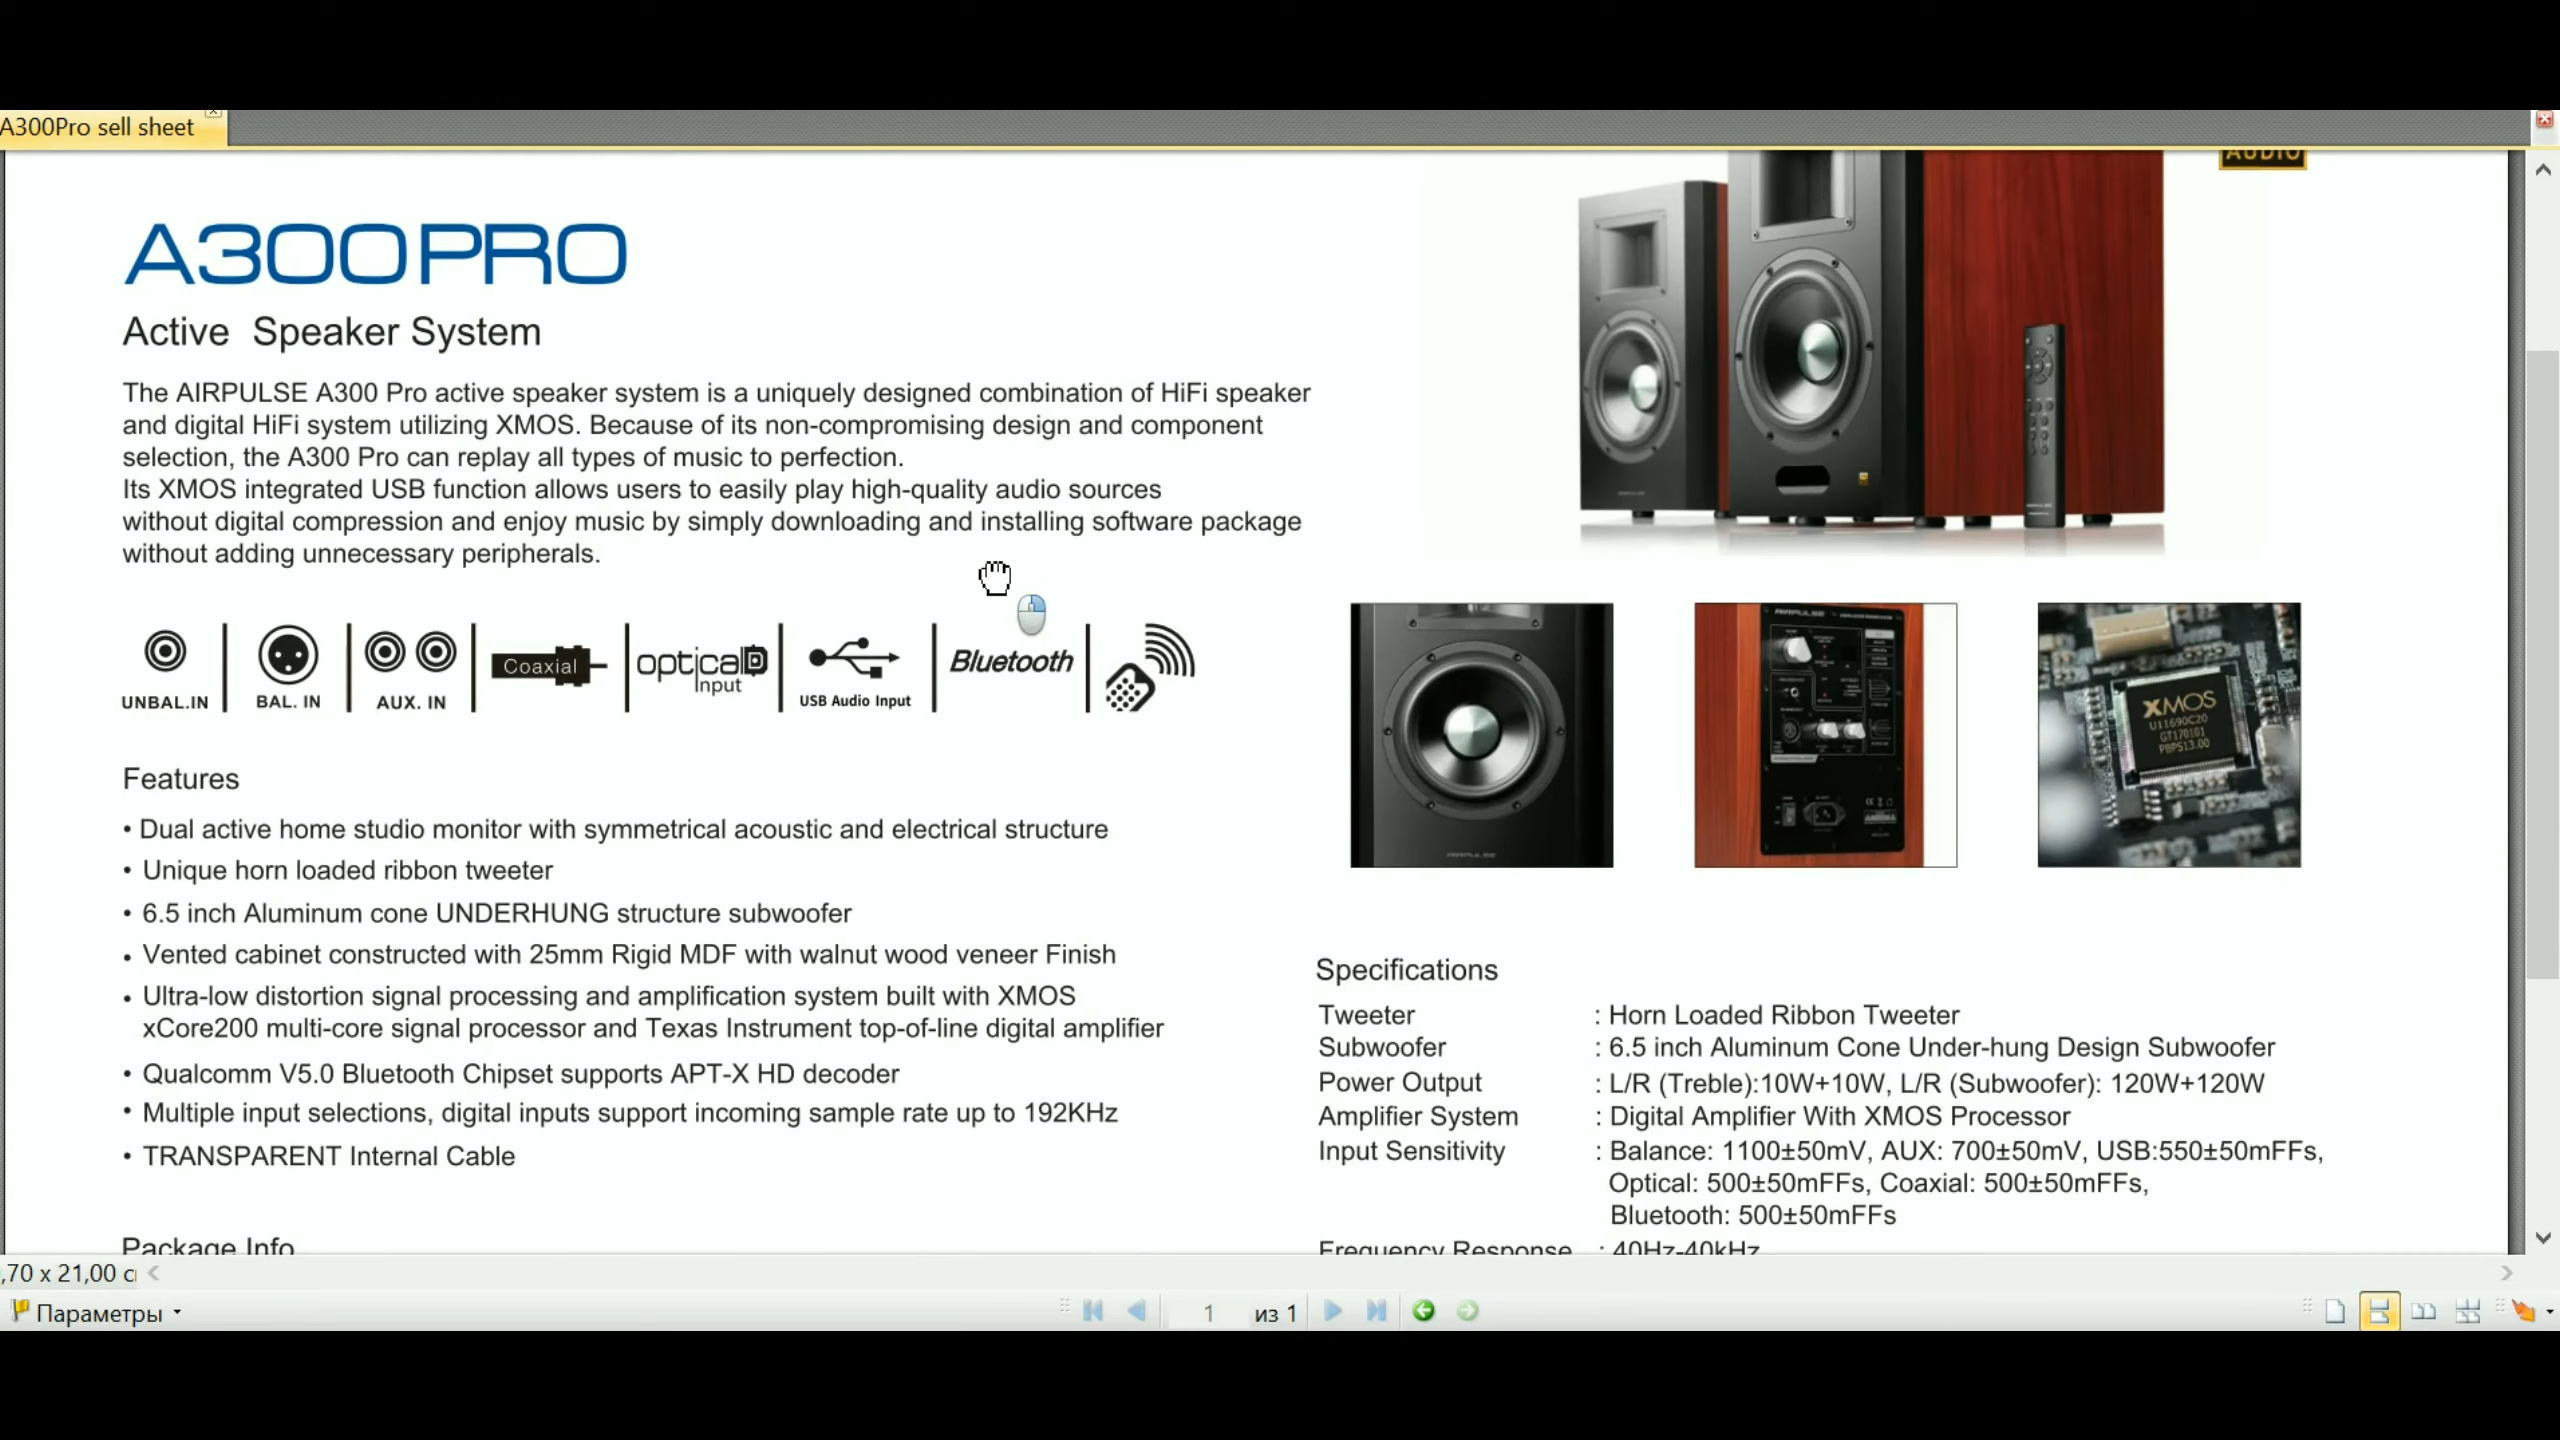 A300Pro sell sheet
AUDIO
A300PRO
Active Speaker System
The AIRPULSE A300 Pro active speaker system is a uniquely designed combination of HiFi speaker
and digital HiFi system utilizing XMOS. Because of its non-compromising design and component
selection, the A300 Pro can replay all types of music to perfection.
Its XMOS integrated USB function allows users to easily play high-quality audio sources
without digital compression and enjoy music by simply downloading and installing software package
without adding unnecessary peripherals.
UNBAL.IN
BAL. IN
AUX. IN
Coaxial
optical D
Input
USB Audio Input
Bluetooth
AIRPULSE
XMOS
U11690C20
GT170101
PBPS13.00
Features
• Dual active home studio monitor with symmetrical acoustic and electrical structure
• Unique horn loaded ribbon tweeter
• 6.5 inch Aluminum cone UNDERHUNG structure subwoofer
• Vented cabinet constructed with 25mm Rigid MDF with walnut wood veneer Finish
• Ultra-low distortion signal processing and amplification system built with XMOS
xCore200 multi-core signal processor and Texas Instrument top-of-line digital amplifier
• Qualcomm V5.0 Bluetooth Chipset supports APT-X HD decoder
• Multiple input selections, digital inputs support incoming sample rate up to 192KHz
• TRANSPARENT Internal Cable
Package Info
Specifications
Tweeter : Horn Loaded Ribbon Tweeter
Subwoofer : 6.5 inch Aluminum Cone Under-hung Design Subwoofer
Power Output : L/R (Treble):10W+10W, L/R (Subwoofer): 120W+120W
Amplifier System : Digital Amplifier With XMOS Processor
Input Sensitivity : Balance: 1100±50mV, AUX: 700±50mV, USB:550±50mFFs,
Optical: 500±50mFFs, Coaxial: 500±50mFFs,
Bluetooth: 500±50mFFs
Frequency Response : 40Hz-40kHz
,70 x 21,00 с
Параметры
1 из 1